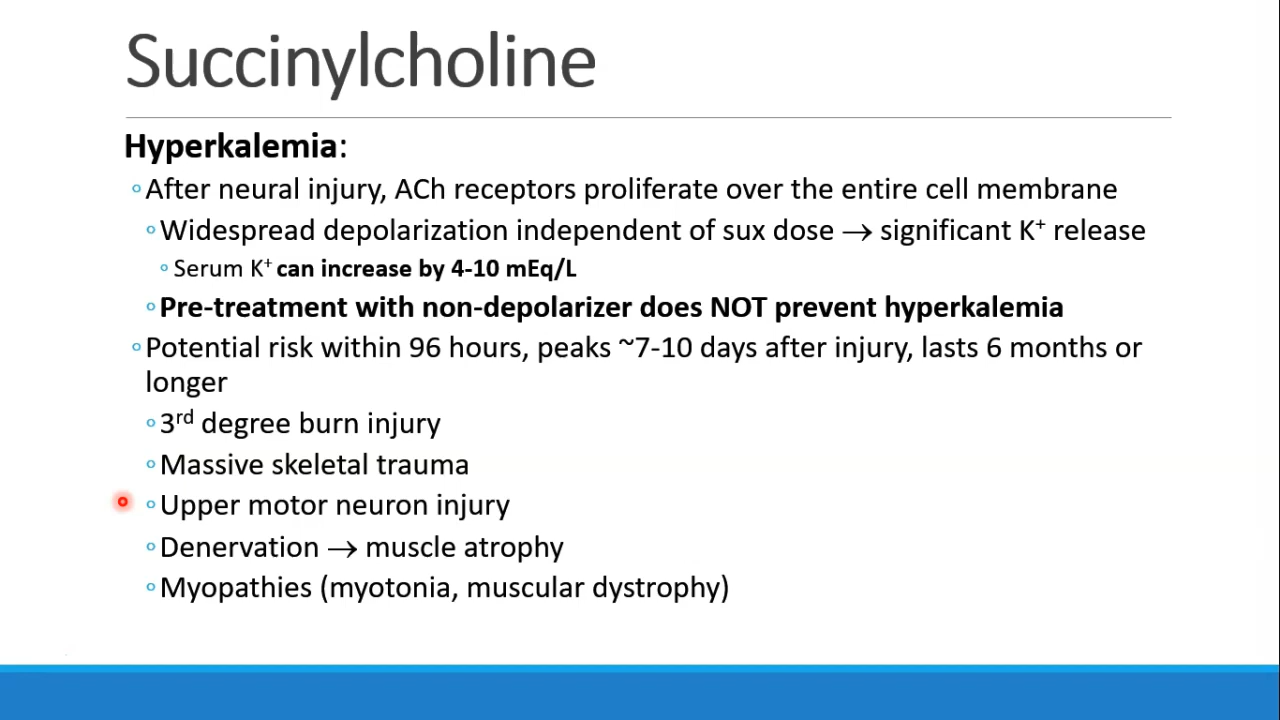 Succinylcholine
Hyperkalemia:
◦After neural injury, ACh receptors proliferate over the entire cell membrane
◦Widespread depolarization independent of sux dose → significant K⁺ release
◦Serum K⁺ can increase by 4-10 mEq/L
◦Pre-treatment with non-depolarizer does NOT prevent hyperkalemia
◦Potential risk within 96 hours, peaks ~7-10 days after injury, lasts 6 months or
longer
◦3rd degree burn injury
◦Massive skeletal trauma
◦Upper motor neuron injury
◦Denervation → muscle atrophy
◦Myopathies (myotonia, muscular dystrophy)